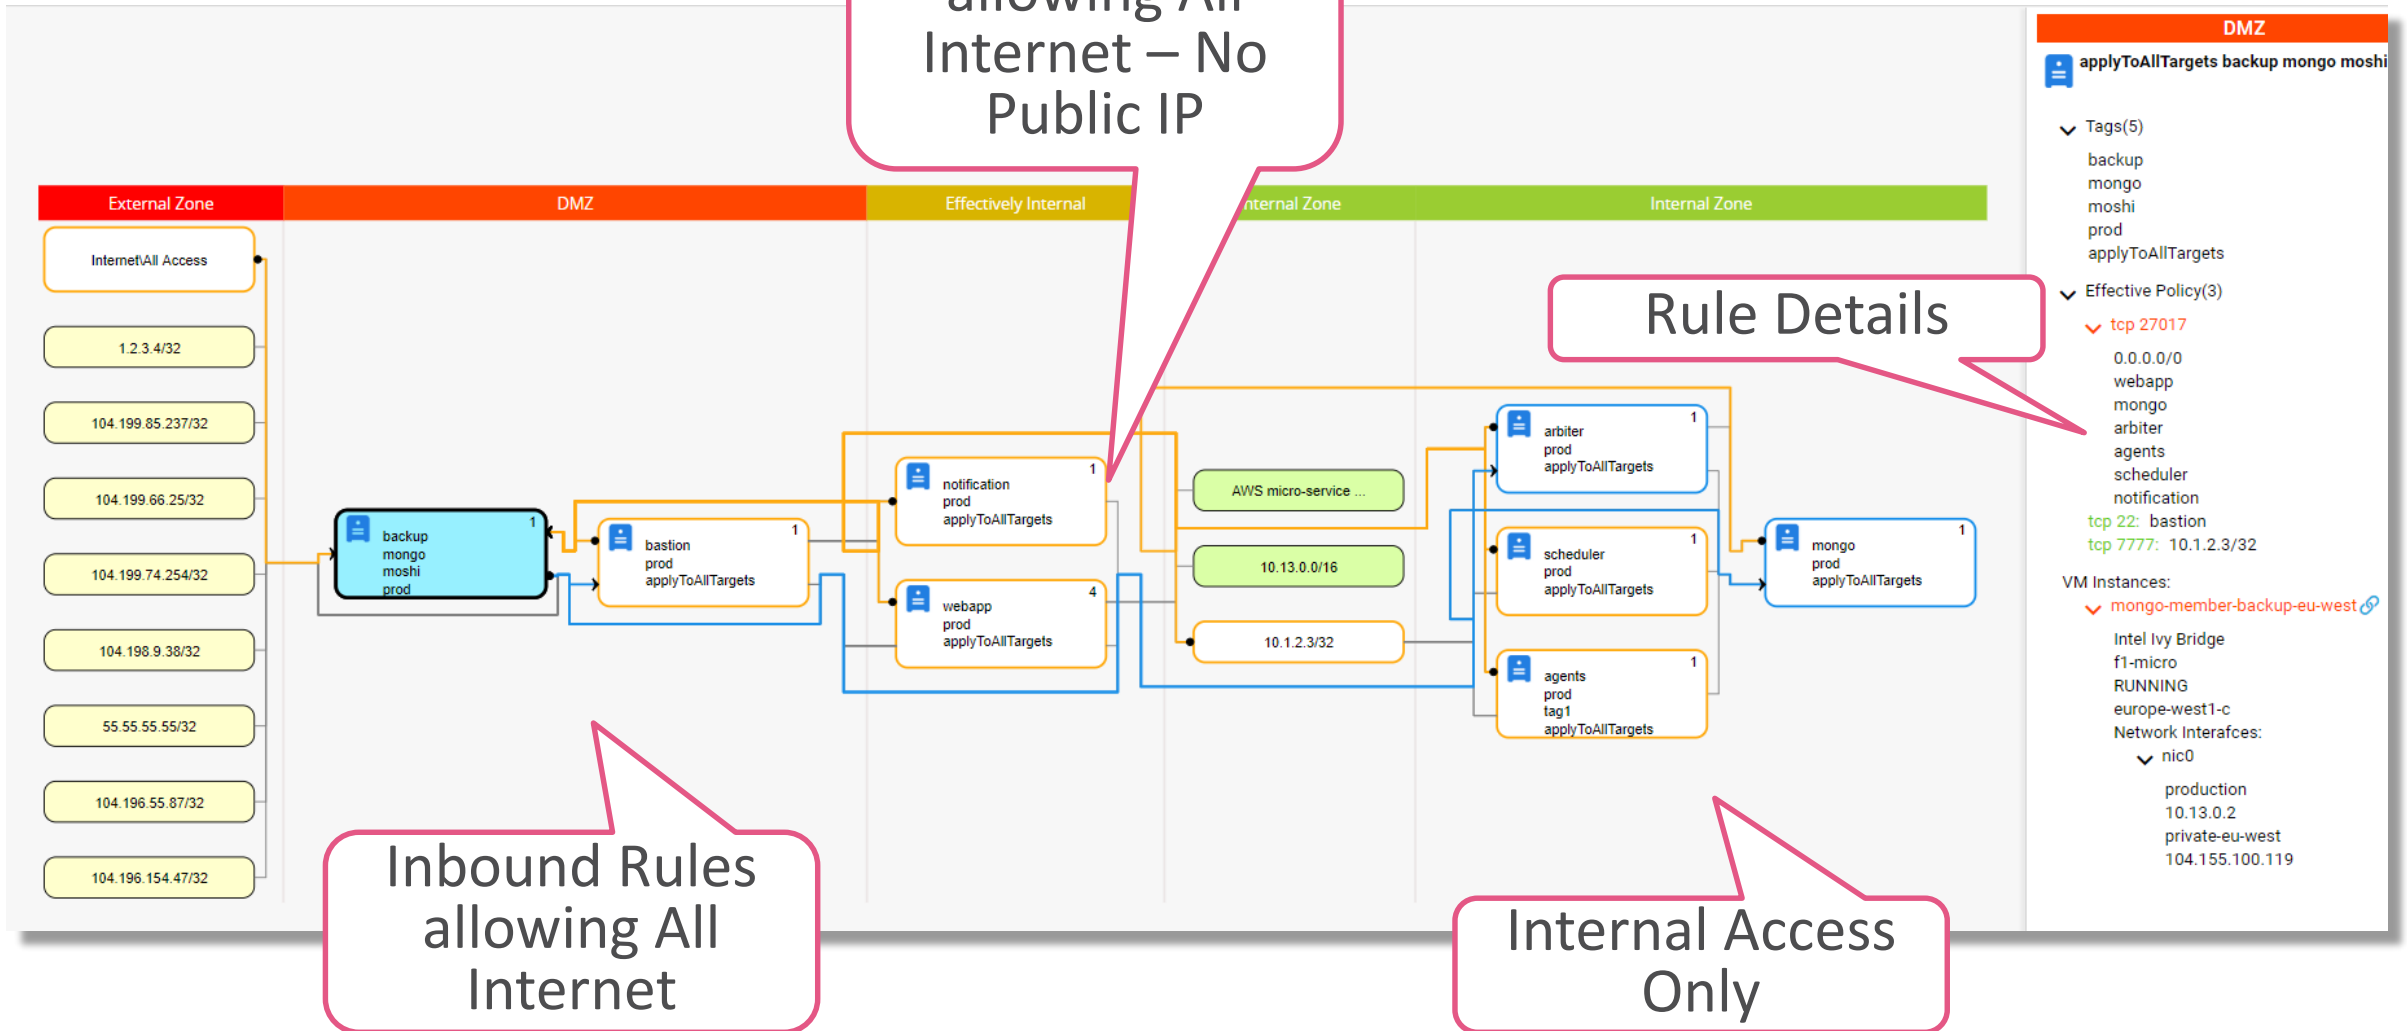 allowing All
Internet – No
Public IP
External Zone
DMZ
Effectively Internal
nternal Zone
Internal Zone
Internet\All Access
1.2.3.4/32
104.199.85.237/32
104.199.66.25/32
104.199.74.254/32
104.198.9.38/32
55.55.55.55/32
104.196.55.87/32
104.196.154.47/32
1
backup
mongo
moshi
prod
1
bastion
prod
applyToAllTargets
1
notification
prod
applyToAllTargets
4
webapp
prod
applyToAllTargets
AWS micro-service ...
10.13.0.0/16
10.1.2.3/32
1
arbiter
prod
applyToAllTargets
1
scheduler
prod
applyToAllTargets
1
agents
prod
tag1
applyToAllTargets
1
mongo
prod
applyToAllTargets
Rule Details
Inbound Rules
allowing All
Internet
Internal Access
Only
DMZ
applyToAllTargets backup mongo moshi
Tags(5)
backup
mongo
moshi
prod
applyToAllTargets
Effective Policy(3)
tcp 27017
0.0.0.0/0
webapp
mongo
arbiter
agents
scheduler
notification
tcp 22: bastion
tcp 7777: 10.1.2.3/32
VM Instances:
mongo-member-backup-eu-west
Intel Ivy Bridge
f1-micro
RUNNING
europe-west1-c
Network Interafces:
nic0
production
10.13.0.2
private-eu-west
104.155.100.119